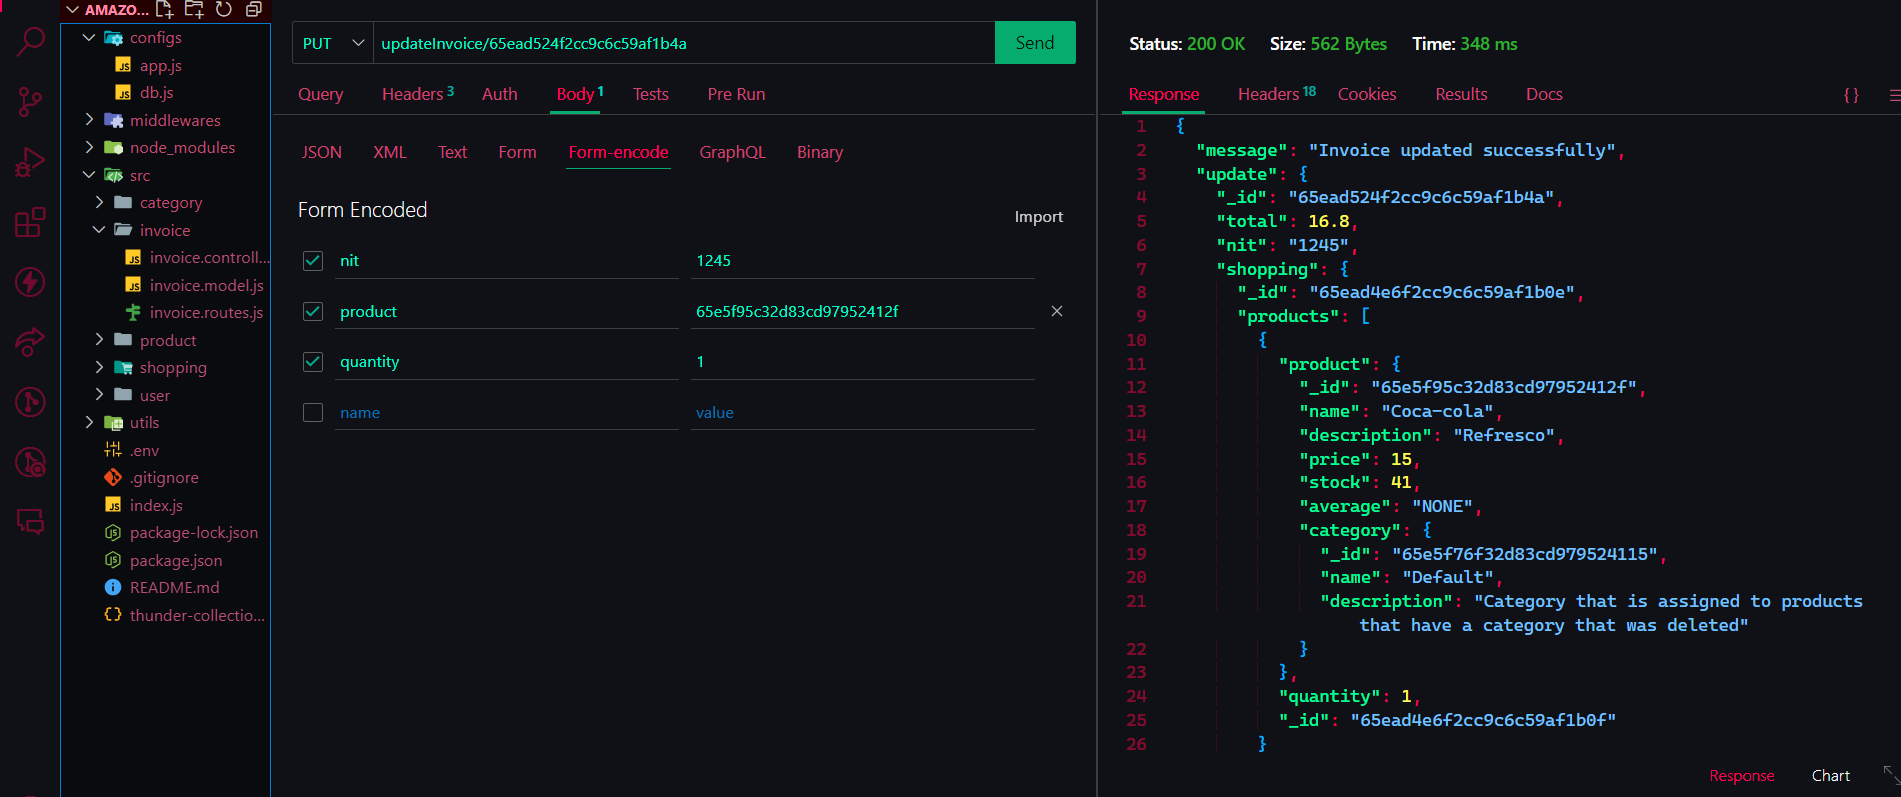 AMAZO...
configs
app.js
db.js
middlewares
node_modules
src
category
invoice
invoice.controll...
invoice.model.js
invoice.routes.js
product
shopping
user
utils
.env
.gitignore
index.js
package-lock.json
package.json
README.md
thunder-collectio...
PUT
updateInvoice/65ead524f2cc9c6c59af1b4a
Send
Query
Headers 3
Auth
Body 1
Tests
Pre Run
JSON
XML
Text
Form
Form-encode
GraphQL
Binary
Form Encoded
Import
nit
1245
product
65e5f95c32d83cd97952412f
quantity
1
name
value
Status: 200 OK
Size: 562 Bytes
Time: 348 ms
Response
Headers 18
Cookies
Results
Docs
{ }
1 {
2 "message": "Invoice updated successfully",
3 "update": {
4 "_id": "65ead524f2cc9c6c59af1b4a",
5 "total": 16.8,
6 "nit": "1245",
7 "shopping": {
8 "_id": "65ead4e6f2cc9c6c59af1b0e",
9 "products": [
10 {
11 "product": {
12 "_id": "65e5f95c32d83cd97952412f",
13 "name": "Coca-cola",
14 "description": "Refresco",
15 "price": 15,
16 "stock": 41,
17 "average": "NONE",
18 "category": {
19 "_id": "65e5f76f32d83cd979524115",
20 "name": "Default",
21 "description": "Category that is assigned to products
that have a category that was deleted"
22 }
23 },
24 "quantity": 1,
25 "_id": "65ead4e6f2cc9c6c59af1b0f"
26 }
Response
Chart